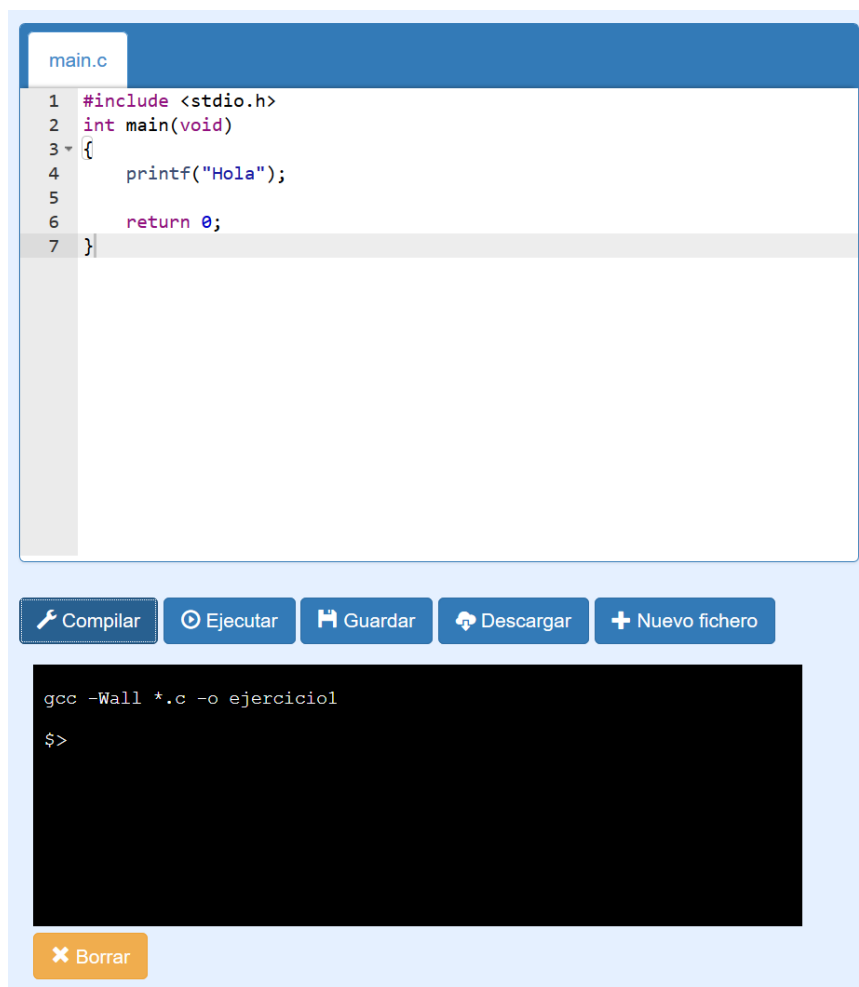 main.c
1 #include <stdio.h>
2 int main(void)
3 {
4     printf("Hola");
5
6     return 0;
7 }
Compilar Ejecutar Guardar Descargar Nuevo fichero
gcc -Wall *.c -o ejercicio1
$>
Borrar